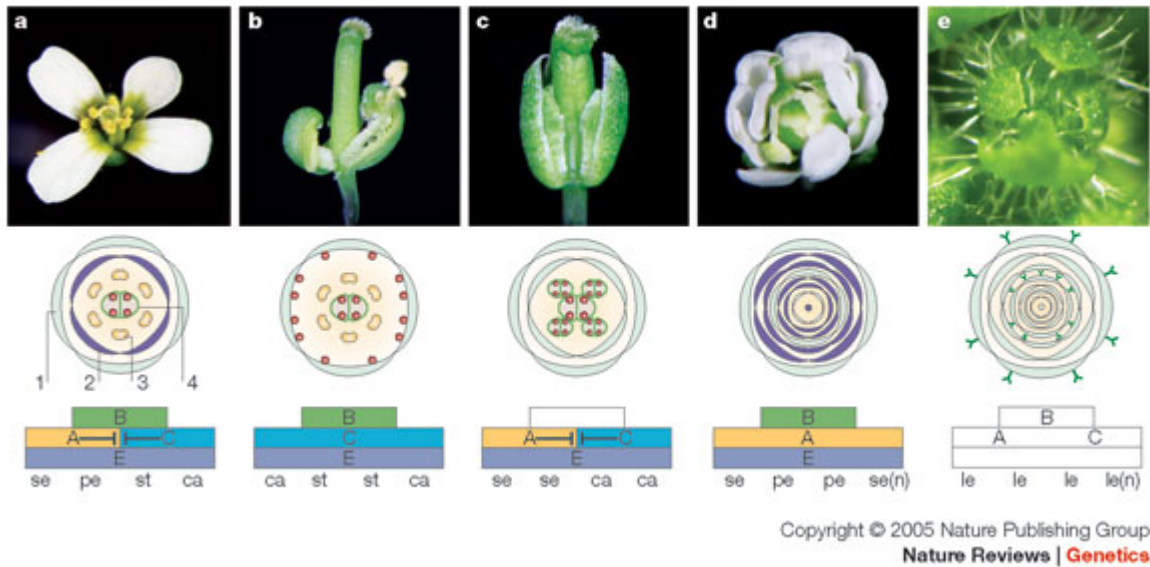 a b c d e
1 2 3 4
B B B
A C C A C A A C
E E E E
se pe st ca ca st st ca se se ca ca se pe pe se(n) le le le le(n)
Copyright © 2005 Nature Publishing Group
Nature Reviews | Genetics